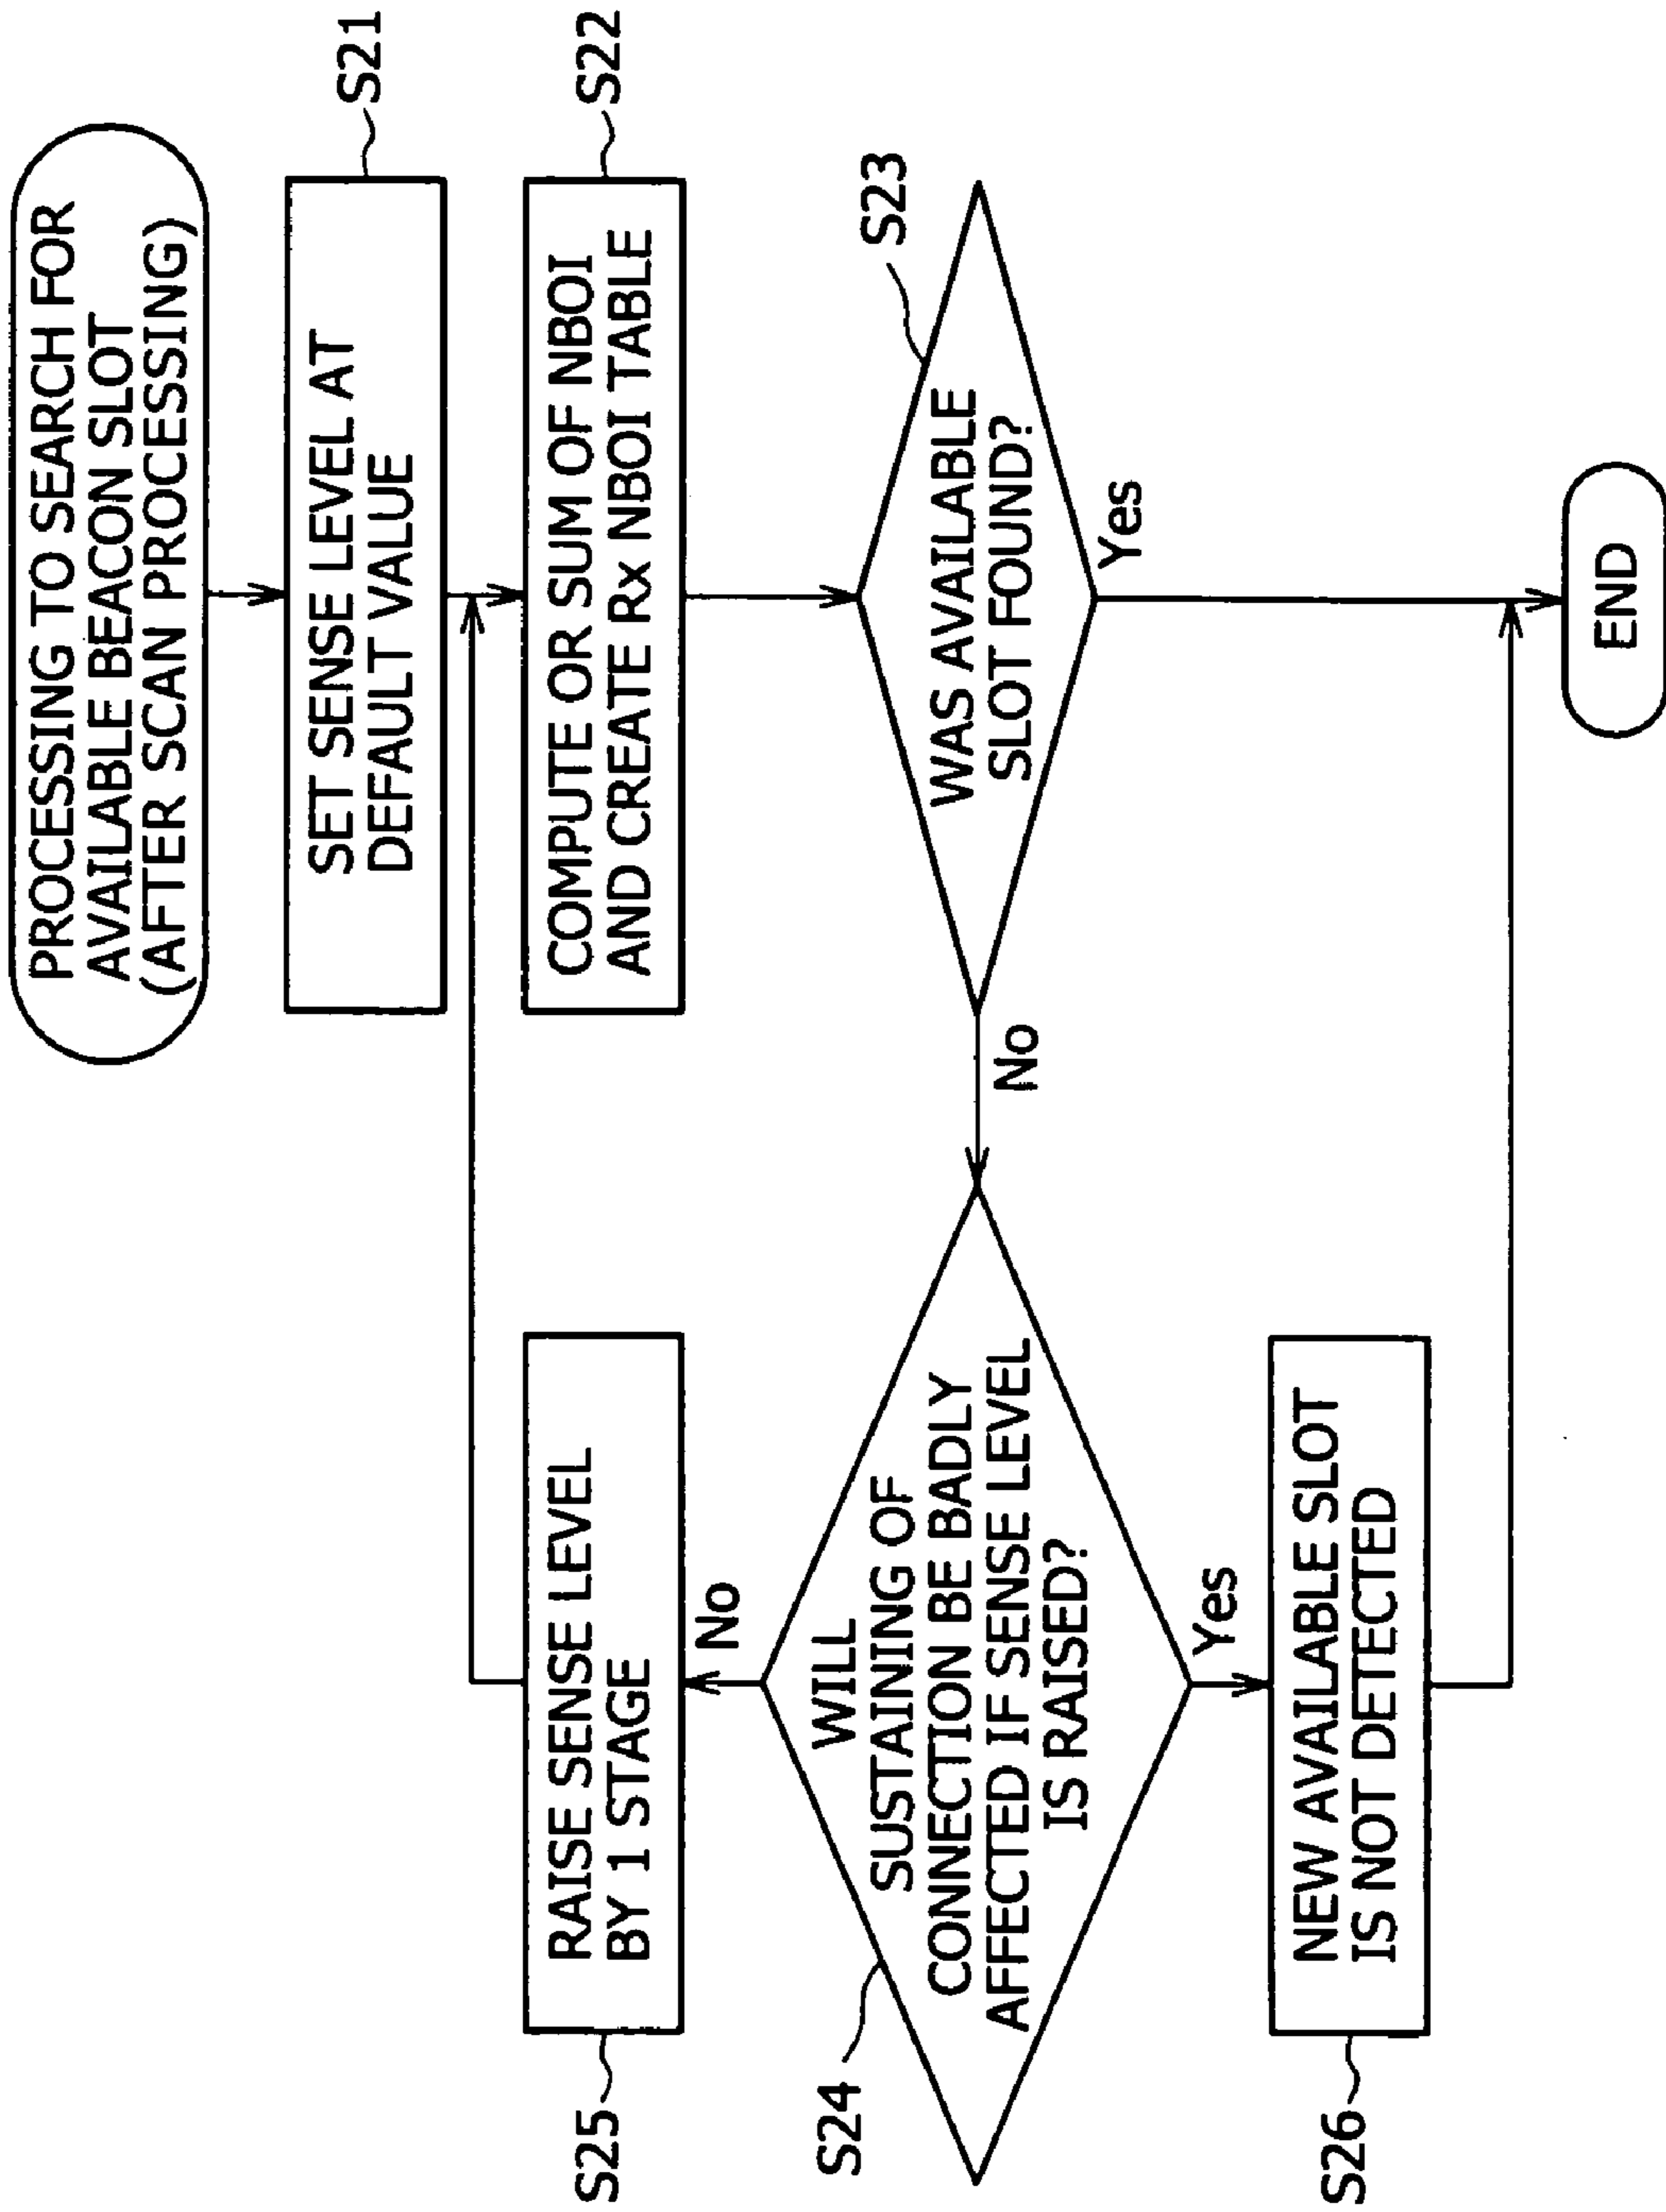 PROCESSING TO SEARCH FOR
AVAILABLE BEACON SLOT
(AFTER SCAN PROCESSING)
S21
SET SENSE LEVEL AT
DEFAULT VALUE
S22
COMPUTE OR SUM OF NBOI
AND CREATE Rx NBOI TABLE
S23
WAS AVAILABLE
SLOT FOUND?
Yes
No
S24
WILL
SUSTAINING OF
CONNECTION BE BADLY
AFFECTED IF SENSE LEVEL
IS RAISED?
No
Yes
S25
RAISE SENSE LEVEL
BY 1 STAGE
S26
NEW AVAILABLE SLOT
IS NOT DETECTED
END